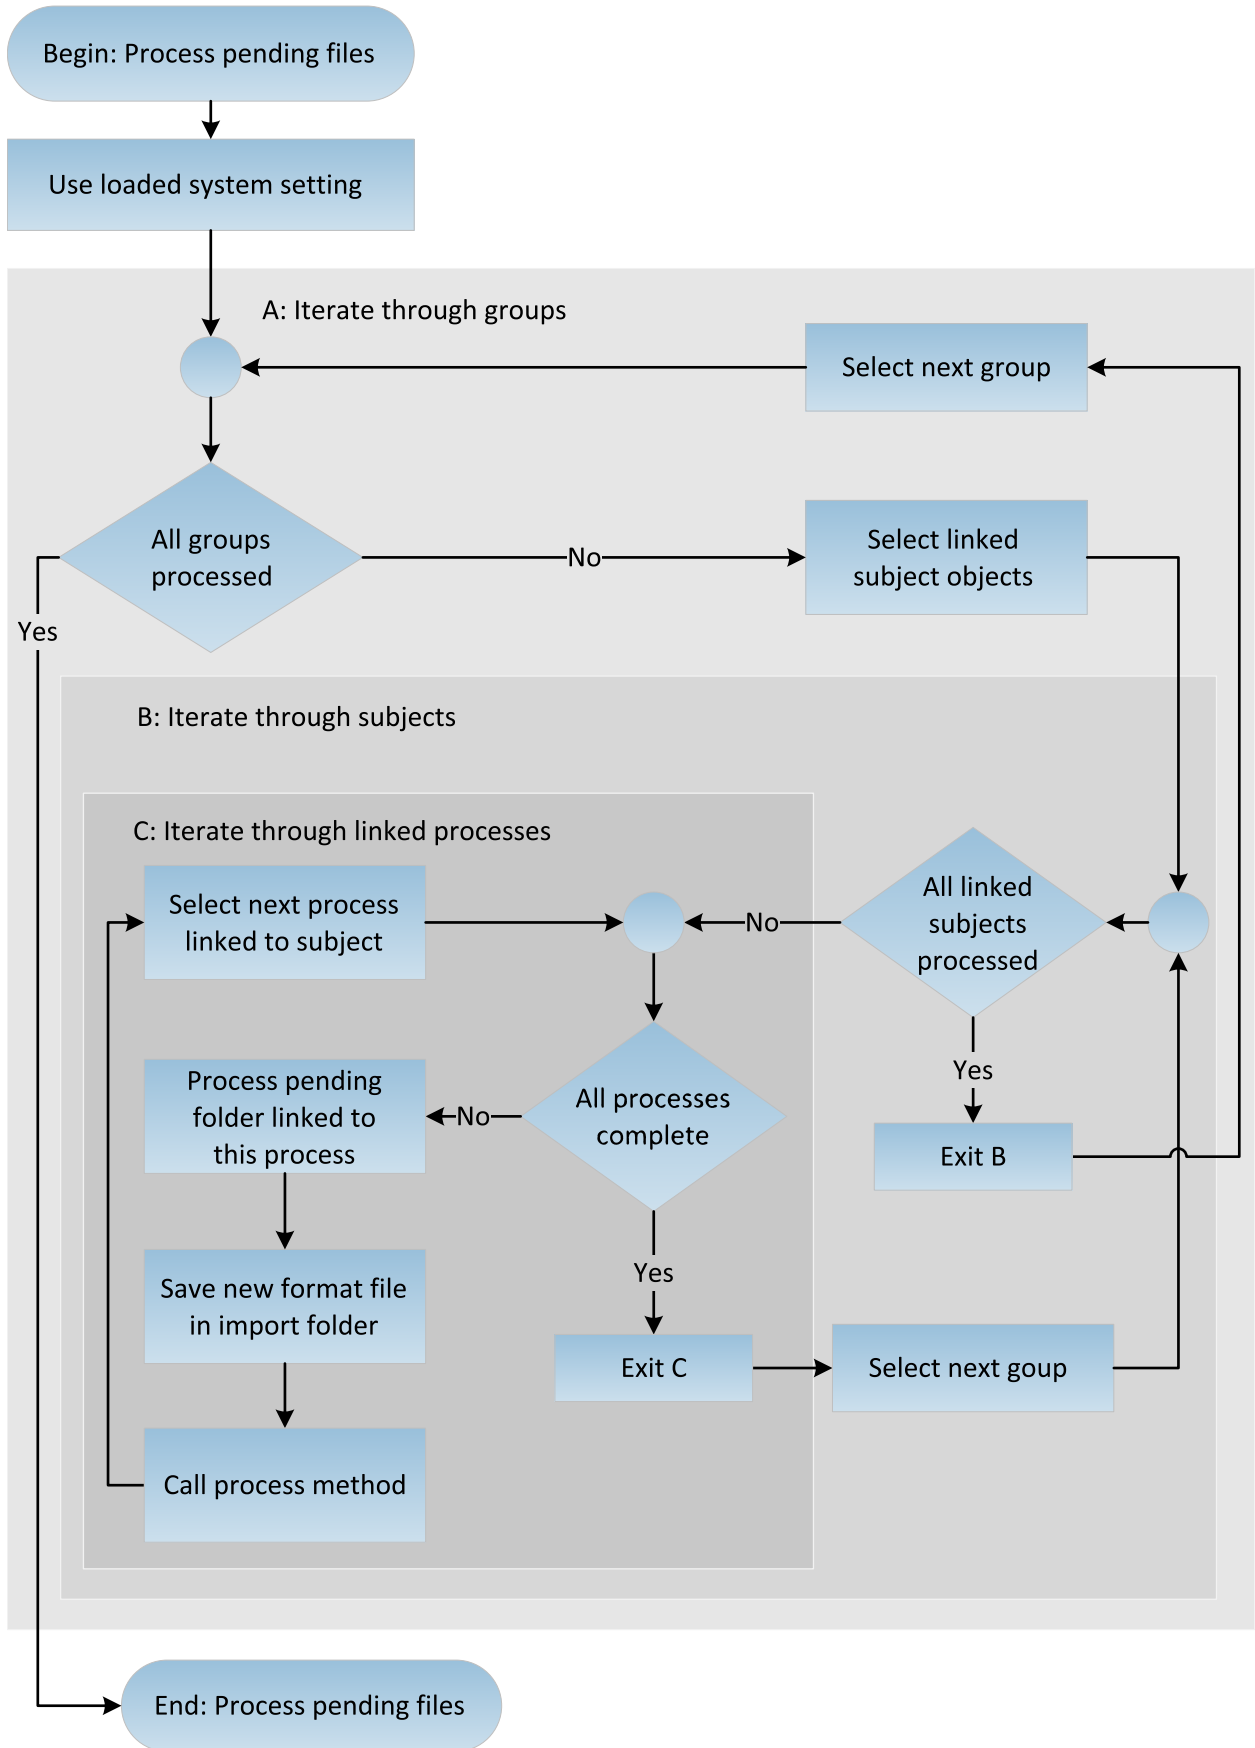 Begin: Process pending files
Use loaded system setting
A: Iterate through groups
Select next group
All groups
processed
No
Select linked
subject objects
Yes
B: Iterate through subjects
C: Iterate through linked processes
Select next process
linked to subject
No
All linked
subjects
processed
Process pending
folder linked to
this process
No
All processes
complete
Yes
Exit B
Save new format file
in import folder
Yes
Exit C
Select next goup
Call process method
End: Process pending files